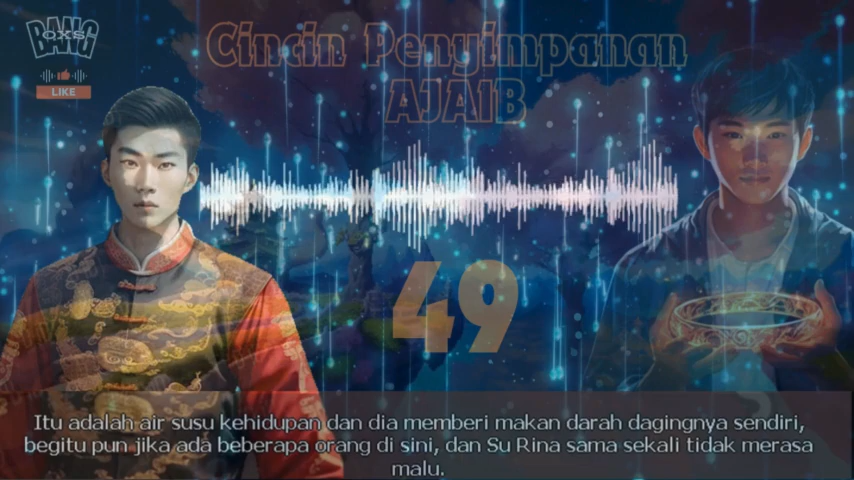 BANG
OXS
LIKE
Cincin Penyimpanan
AJAIB
49
Itu adalah air susu kehidupan dan dia memberi makan darah dagingnya sendiri,
begitu pun jika ada beberapa orang di sini, dan Su Rina sama sekali tidak merasa
malu.